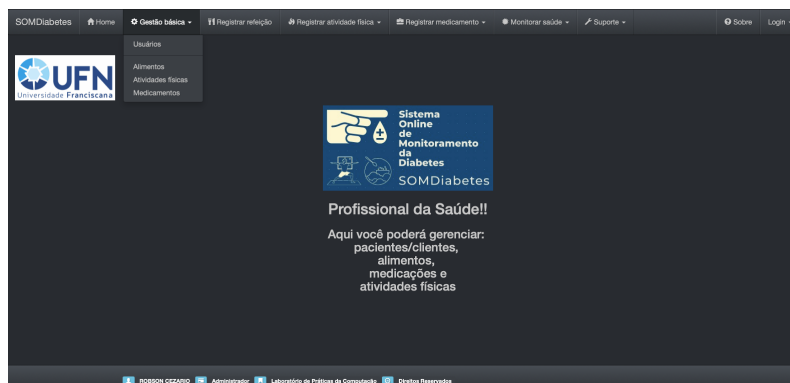 SOMDiabetes Home Gestão básica Registrar refeição Registrar atividade física Registrar medicamento Monitorar saúde Suporte Sobre Login
Usuários
Alimentos
Atividades físicas
Medicamentos
UFN
Universidade Franciscana
Sistema
Online
de
Monitoramento
da
Diabetes
SOMDiabetes
Profissional da Saúde!!
Aqui você poderá gerenciar:
pacientes/clientes,
alimentos,
medicações e
atividades físicas
ROBSON CEZARIO Administrador Laboratório de Práticas da Computação Direitos Reservados